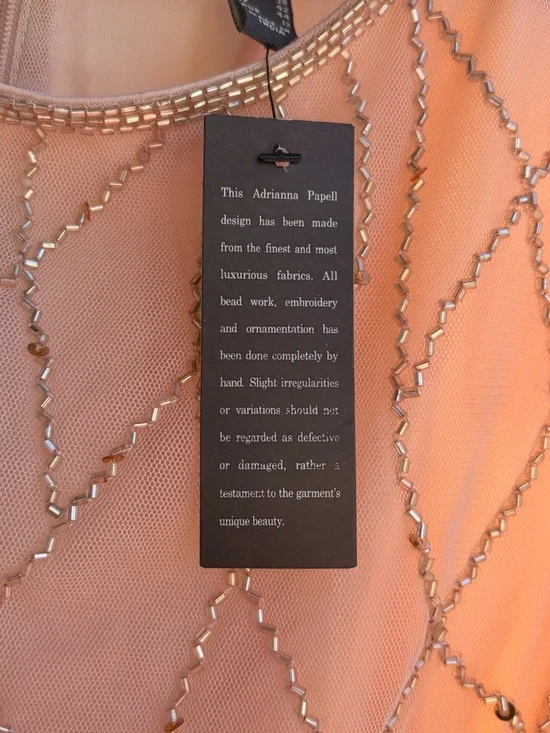 INDIA
This Adrianna Papell
design has been made
from the finest and most
luxurious fabrics. All
bead work, embroidery
and ornamentation has
been done completely by
hand. Slight irregularities
or variations should not
be regarded as defective
or damaged, rather a
testament to the garment's
unique beauty.